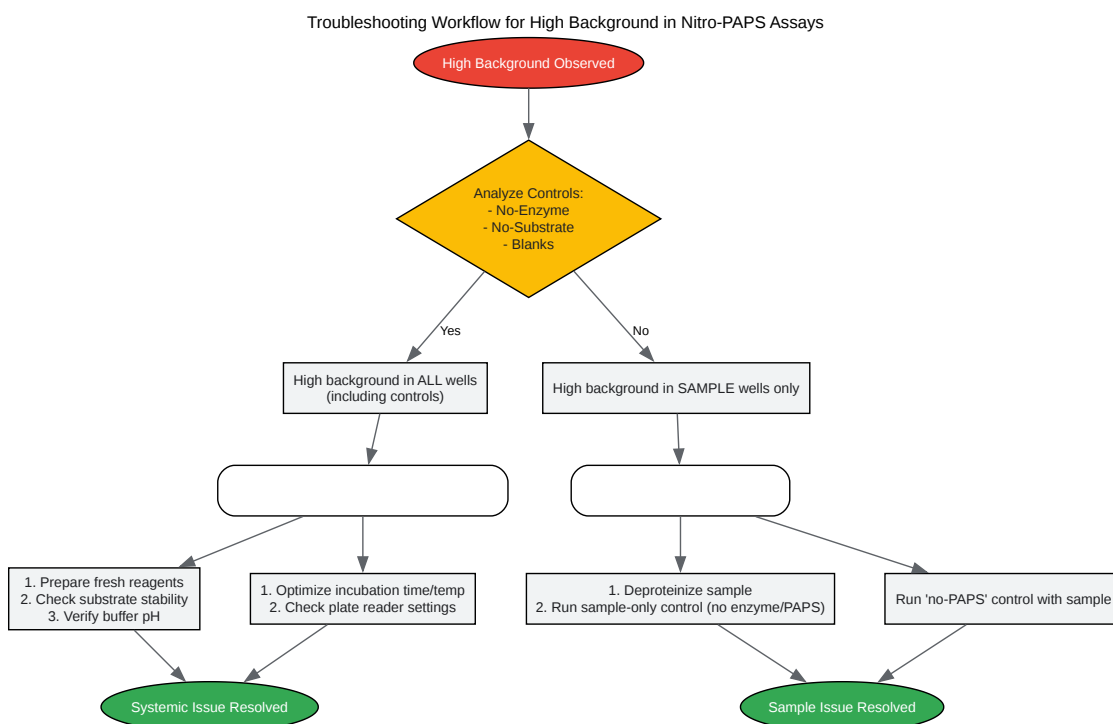 Troubleshooting Workflow for High Background in Nitro-PAPS Assays
High Background Observed
Analyze Controls:
- No-Enzyme
- No-Substrate
- Blanks
Yes
No
High background in ALL wells
(including controls)
High background in SAMPLE wells only
1. Prepare fresh reagents
2. Check substrate stability
3. Verify buffer pH
1. Optimize incubation time/temp
2. Check plate reader settings
1. Deproteinize sample
2. Run sample-only control (no enzyme/PAPS)
Run 'no-PAPS' control with sample
Systemic Issue Resolved
Sample Issue Resolved